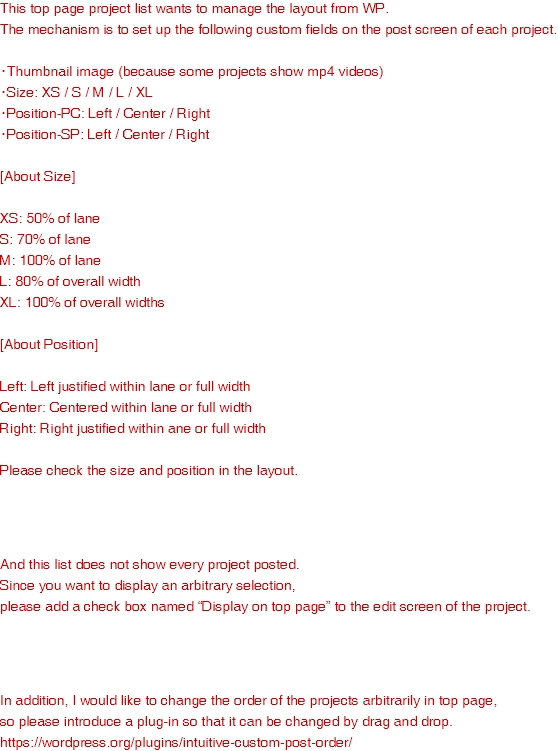 This top page project list wants to manage the layout from WP.
The mechanism is to set up the following custom fields on the post screen of each project.
・Thumbnail image (because some projects show mp4 videos)
・Size: XS / S / M / L / XL
・Position-PC: Left / Center / Right
・Position-SP: Left / Center / Right
[About Size]
XS: 50% of lane
S: 70% of lane
M: 100% of lane
L: 80% of overall width
XL: 100% of overall widths
[About Position]
Left: Left justified within lane or full width
Center: Centered within lane or full width
Right: Right justified within ane or full width
Please check the size and position in the layout.
And this list does not show every project posted.
Since you want to display an arbitrary selection,
please add a check box named “Display on top page” to the edit screen of the project.
In addition, I would like to change the order of the projects arbitrarily in top page,
so please introduce a plug-in so that it can be changed by drag and drop.
https://wordpress.org/plugins/intuitive-custom-post-order/